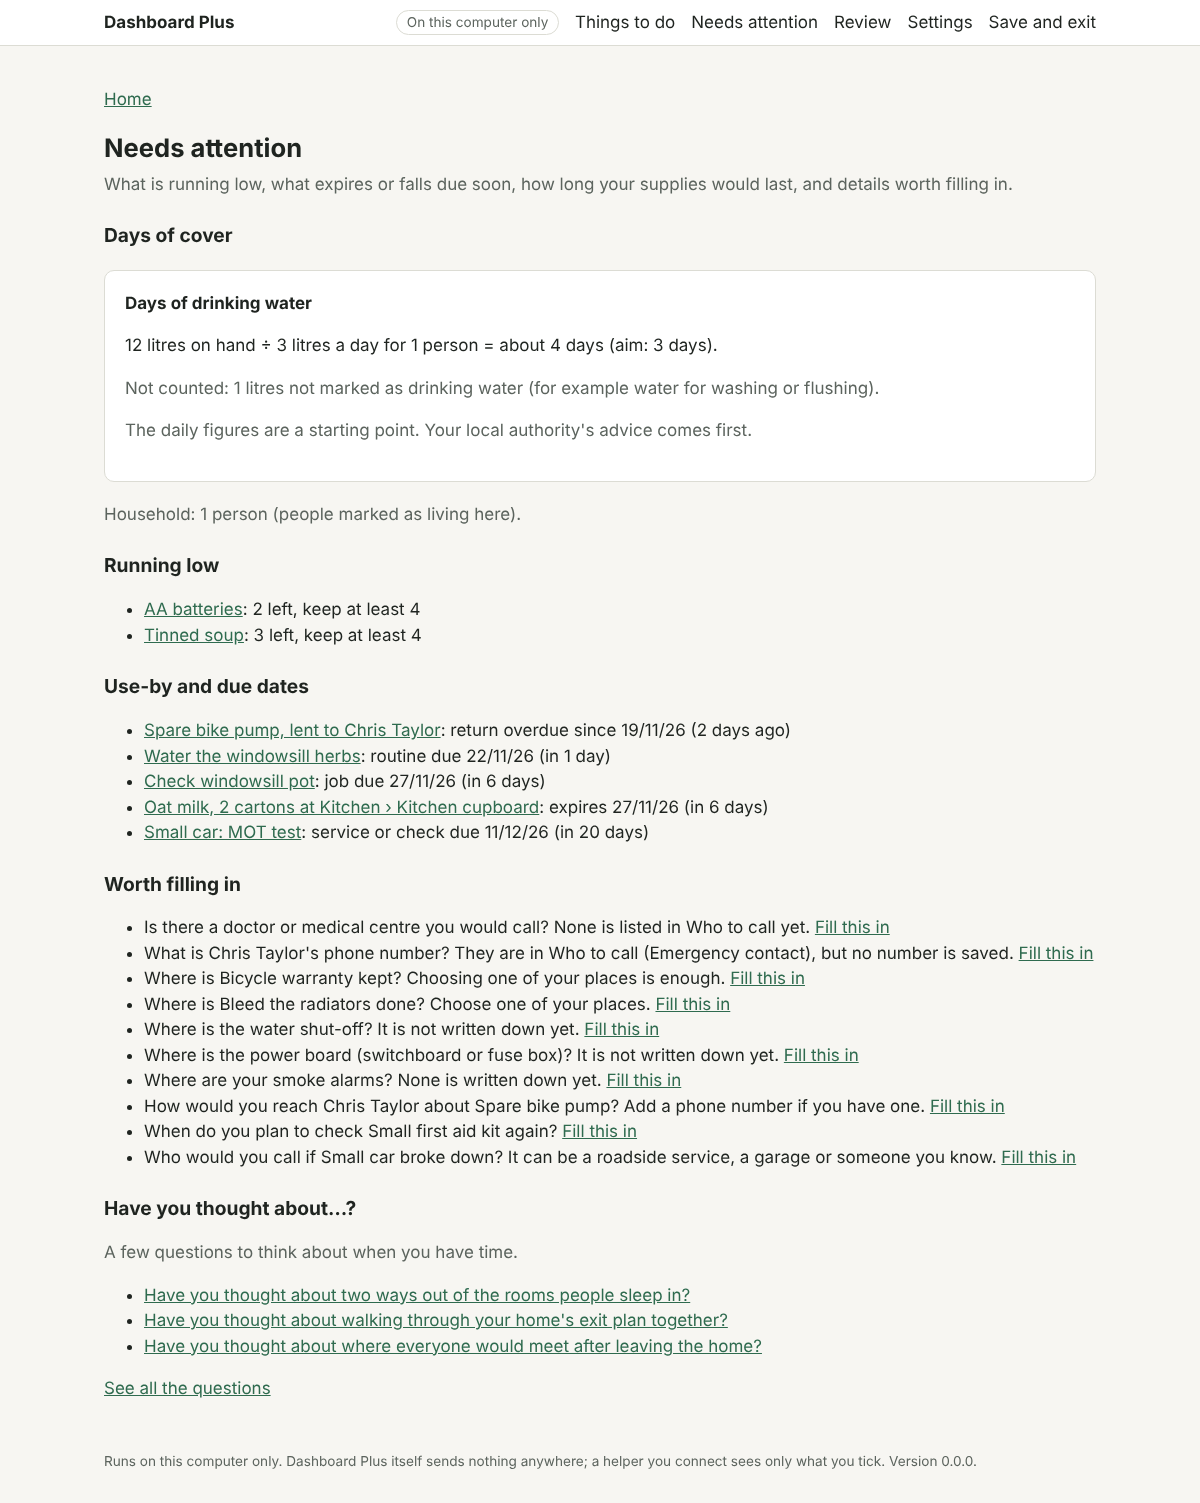 Dashboard Plus
On this computer only
Things to do
Needs attention
Review
Settings
Save and exit
Home
Needs attention
What is running low, what expires or falls due soon, how long your supplies would last, and details worth filling in.
Days of cover
Days of drinking water
12 litres on hand ÷ 3 litres a day for 1 person = about 4 days (aim: 3 days).
Not counted: 1 litres not marked as drinking water (for example water for washing or flushing).
The daily figures are a starting point. Your local authority's advice comes first.
Household: 1 person (people marked as living here).
Running low
AA batteries: 2 left, keep at least 4
Tinned soup: 3 left, keep at least 4
Use-by and due dates
Spare bike pump, lent to Chris Taylor: return overdue since 19/11/26 (2 days ago)
Water the windowsill herbs: routine due 22/11/26 (in 1 day)
Check windowsill pot: job due 27/11/26 (in 6 days)
Oat milk, 2 cartons at Kitchen › Kitchen cupboard: expires 27/11/26 (in 6 days)
Small car: MOT test: service or check due 11/12/26 (in 20 days)
Worth filling in
Is there a doctor or medical centre you would call? None is listed in Who to call yet. Fill this in
What is Chris Taylor's phone number? They are in Who to call (Emergency contact), but no number is saved. Fill this in
Where is Bicycle warranty kept? Choosing one of your places is enough. Fill this in
Where is Bleed the radiators done? Choose one of your places. Fill this in
Where is the water shut-off? It is not written down yet. Fill this in
Where is the power board (switchboard or fuse box)? It is not written down yet. Fill this in
Where are your smoke alarms? None is written down yet. Fill this in
How would you reach Chris Taylor about Spare bike pump? Add a phone number if you have one. Fill this in
When do you plan to check Small first aid kit again? Fill this in
Who would you call if Small car broke down? It can be a roadside service, a garage or someone you know. Fill this in
Have you thought about…?
A few questions to think about when you have time.
Have you thought about two ways out of the rooms people sleep in?
Have you thought about walking through your home's exit plan together?
Have you thought about where everyone would meet after leaving the home?
See all the questions
Runs on this computer only. Dashboard Plus itself sends nothing anywhere; a helper you connect sees only what you tick. Version 0.0.0.